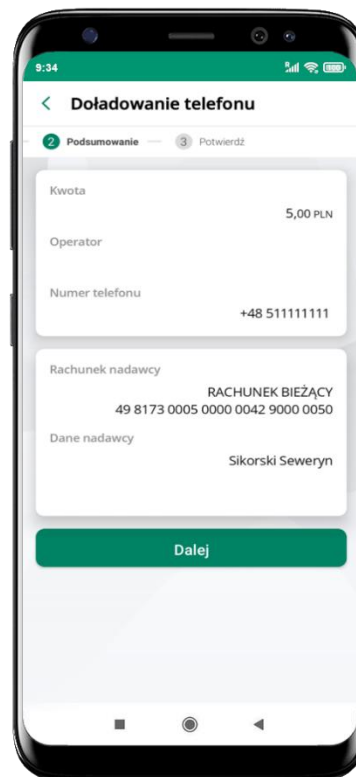 9:34
Doładowanie telefonu
2 Podsumowanie 3 Potwierdź
Kwota
5,00 PLN
Operator
Numer telefonu
+48 511111111
Rachunek nadawcy
RACHUNEK BIEŻĄCY
49 8173 0005 0000 0042 9000 0050
Dane nadawcy
Sikorski Seweryn
Dalej